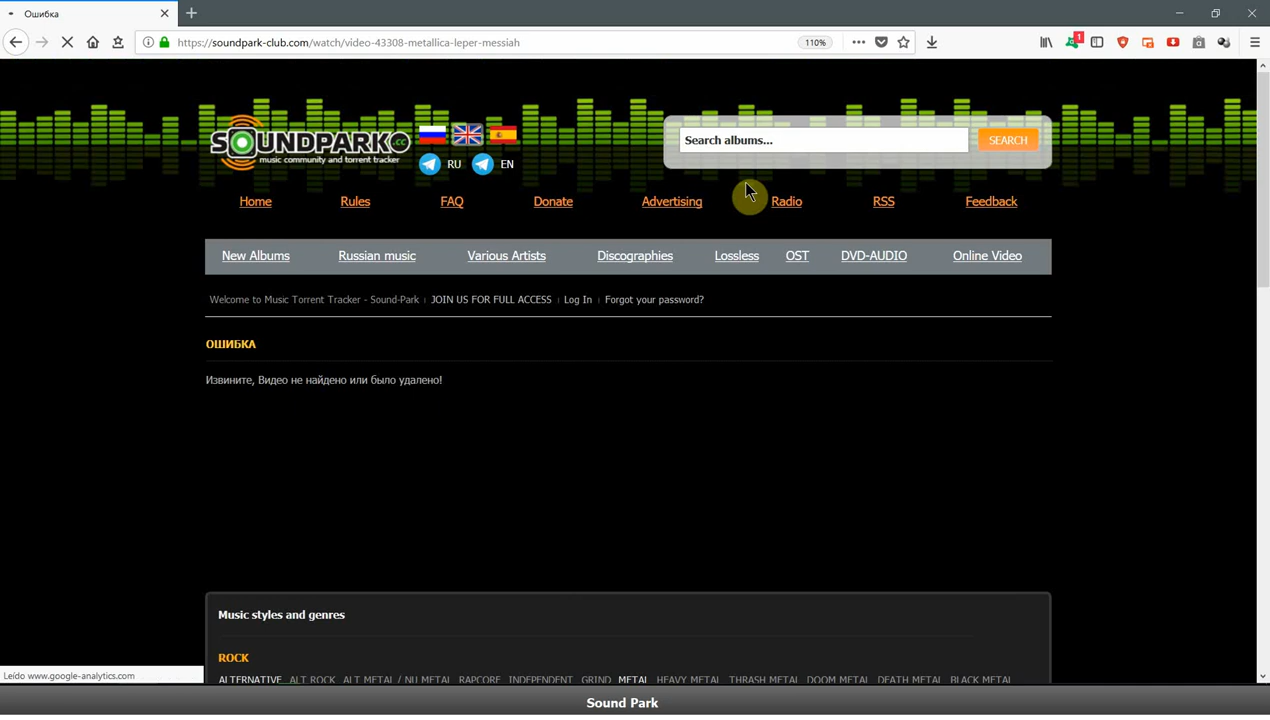 Ошибка
https://soundpark-club.com/watch/video-43308-metallica-leper-messiah
110%
1
SOUNDPARK.cc
music community and torrent tracker
RU EN
Search albums...
SEARCH
Home Rules FAQ Donate Advertising Radio RSS Feedback
New Albums Russian music Various Artists Discographies Lossless OST DVD-AUDIO Online Video
Welcome to Music Torrent Tracker - Sound-Park JOIN US FOR FULL ACCESS Log In Forgot your password?
ОШИБКА
Извините, Видео не найдено или было удалено!
Music styles and genres
ROCK
ALTERNATIVE ALT ROCK ALT METAL / NU METAL RAPCORE INDEPENDENT GRIND METAL HEAVY METAL THRASH METAL DOOM METAL DEATH METAL BLACK METAL
Leído www.google-analytics.com
Sound Park